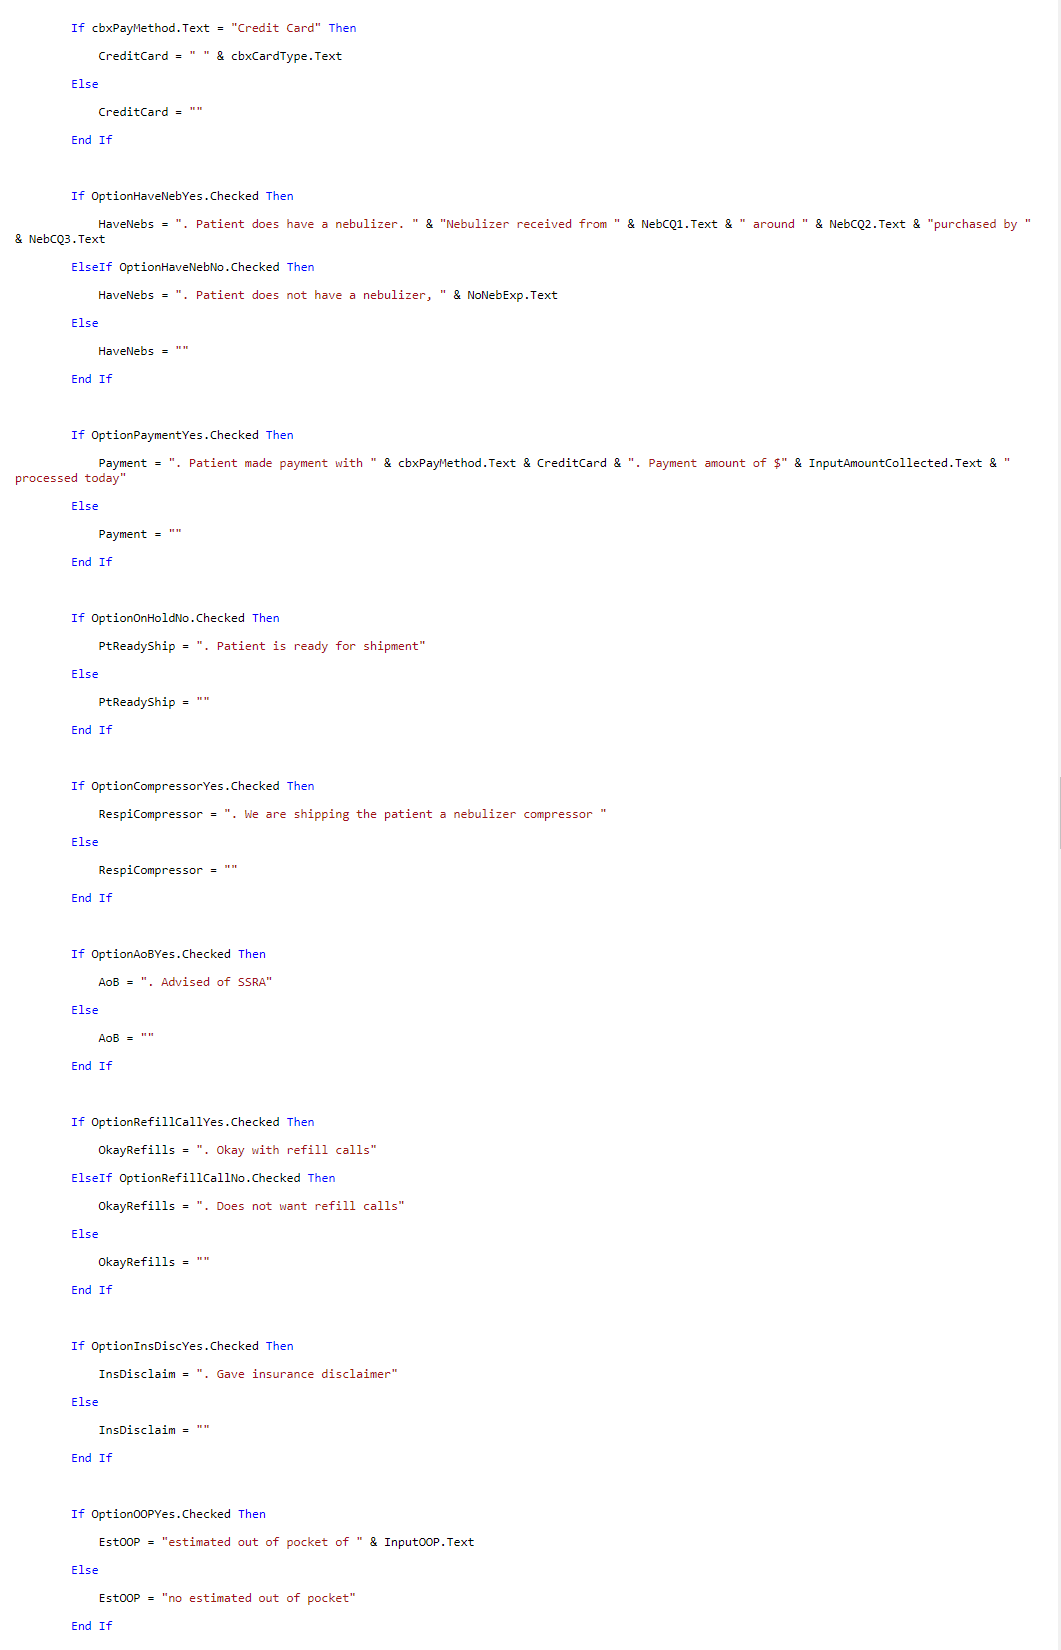 If cbxPayMethod.Text = "Credit Card" Then
CreditCard = " " & cbxCardType.Text
Else
CreditCard = ""
End If
If OptionHaveNebYes.Checked Then
HaveNebs = ". Patient does have a nebulizer. " & "Nebulizer received from " & NebCQ1.Text & " around " & NebCQ2.Text & "purchased by "
& NebCQ3.Text
ElseIf OptionHaveNebNo.Checked Then
HaveNebs = ". Patient does not have a nebulizer, " & NoNebExp.Text
Else
HaveNebs = ""
End If
If OptionPaymentYes.Checked Then
Payment = ". Patient made payment with " & cbxPayMethod.Text & CreditCard & ". Payment amount of $" & InputAmountCollected.Text & "
processed today"
Else
Payment = ""
End If
If OptionOnHoldNo.Checked Then
PtReadyShip = ". Patient is ready for shipment"
Else
PtReadyShip = ""
End If
If OptionCompressorYes.Checked Then
RespiCompressor = ". We are shipping the patient a nebulizer compressor "
Else
RespiCompressor = ""
End If
If OptionAoBYes.Checked Then
AoB = ". Advised of SSRA"
Else
AoB = ""
End If
If OptionRefillCallYes.Checked Then
OkayRefills = ". Okay with refill calls"
ElseIf OptionRefillCallNo.Checked Then
OkayRefills = ". Does not want refill calls"
Else
OkayRefills = ""
End If
If OptionInsDiscYes.Checked Then
InsDisclaim = ". Gave insurance disclaimer"
Else
InsDisclaim = ""
End If
If OptionOOPYes.Checked Then
EstOOP = "estimated out of pocket of " & InputOOP.Text
Else
EstOOP = "no estimated out of pocket"
End If